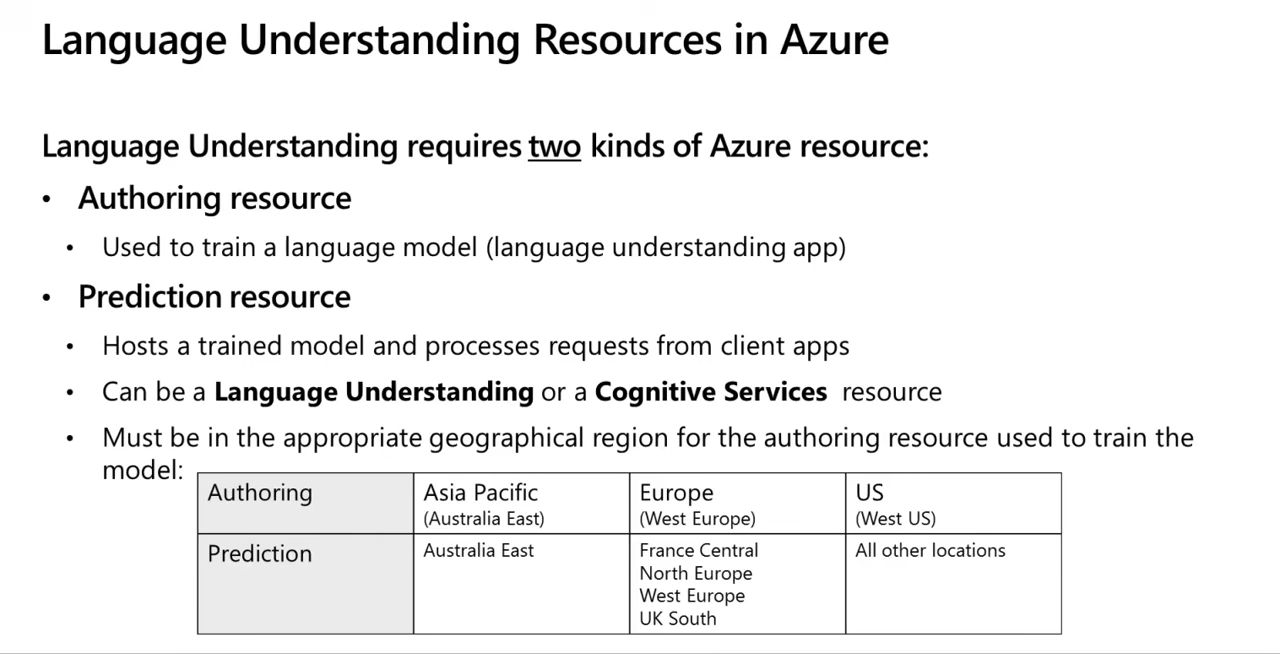 Language Understanding Resources in Azure
Language Understanding requires two kinds of Azure resource:
• Authoring resource
• Used to train a language model (language understanding app)
• Prediction resource
• Hosts a trained model and processes requests from client apps
• Can be a Language Understanding or a Cognitive Services resource
• Must be in the appropriate geographical region for the authoring resource used to train the
model:
Authoring
Asia Pacific
(Australia East)
Europe
(West Europe)
US
(West US)
Prediction
Australia East
France Central
North Europe
West Europe
UK South
All other locations